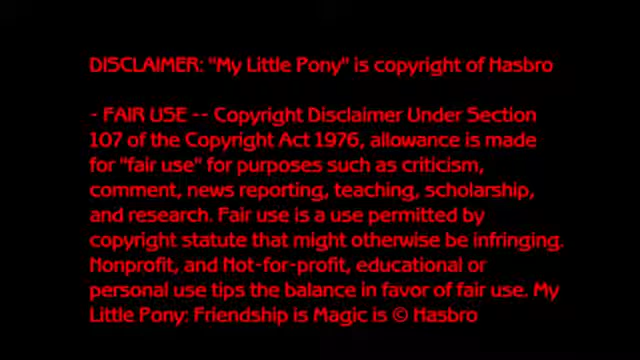 DISCLAIMER: "My Little Pony" is copyright of Hasbro
- FAIR USE -- Copyright Disclaimer Under Section
107 of the Copyright Act 1976, allowance is made
for "fair use" for purposes such as criticism,
comment, news reporting, teaching, scholarship,
and research. Fair use is a use permitted by
copyright statute that might otherwise be infringing.
Nonprofit, and Not-for-profit, educational or
personal use tips the balance in favor of fair use. My
Little Pony: Friendship is Magic is © Hasbro